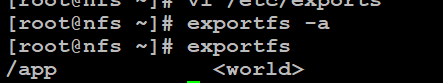 [root@nfs ~]# vi /etc/exports
[root@nfs ~]# exportfs -a
[root@nfs ~]# exportfs
/app <world>